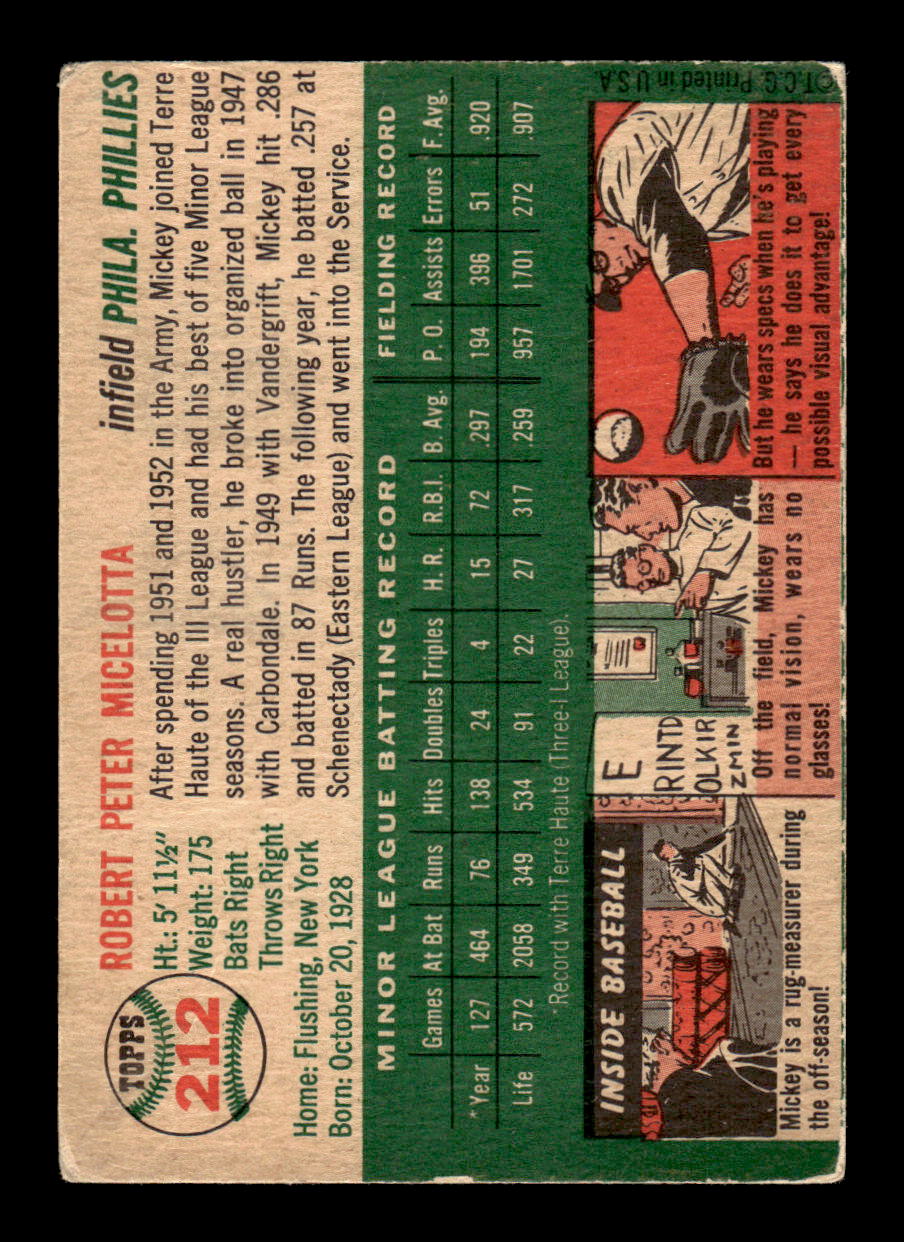 TOPPS
212
ROBERT PETER MICELOTTA
infield PHILA. PHILLIES
Ht.: 5' 11½"
Weight: 175
Bats Right
Throws Right
Home: Flushing, New York
Born: October 20, 1928
After spending 1951 and 1952 in the Army, Mickey joined Terre
Haute of the III League and had his best of five Minor League
seasons. A real hustler, he broke into organized ball in 1947
with Carbondale. In 1949 with Vandergrift, Mickey hit .286
and batted in 87 Runs. The following year, he batted .257 at
Schenectady (Eastern League) and went into the Service.
MINOR LEAGUE BATTING RECORD FIELDING RECORD
Games At Bat Runs Hits Doubles Triples H. R. R.B.I. B. Avg. P. O. Assists Errors F. Avg.
*Year 127 464 76 138 24 4 15 72 .297 194 396 51 .920
Life 572 2058 349 534 91 22 27 317 .259 957 1701 272 .907
*Record with Terre Haute (Three-I League).
INSIDE BASEBALL
Mickey is a rug-measurer during
the off-season!
E
RINTD
OLKIR
ZMIN
Off the field, Mickey has
normal vision, wears no
glasses!
But he wears specs when he's playing
— he says he does it to get every
possible visual advantage!
©T.C.G. Printed in U.S.A.